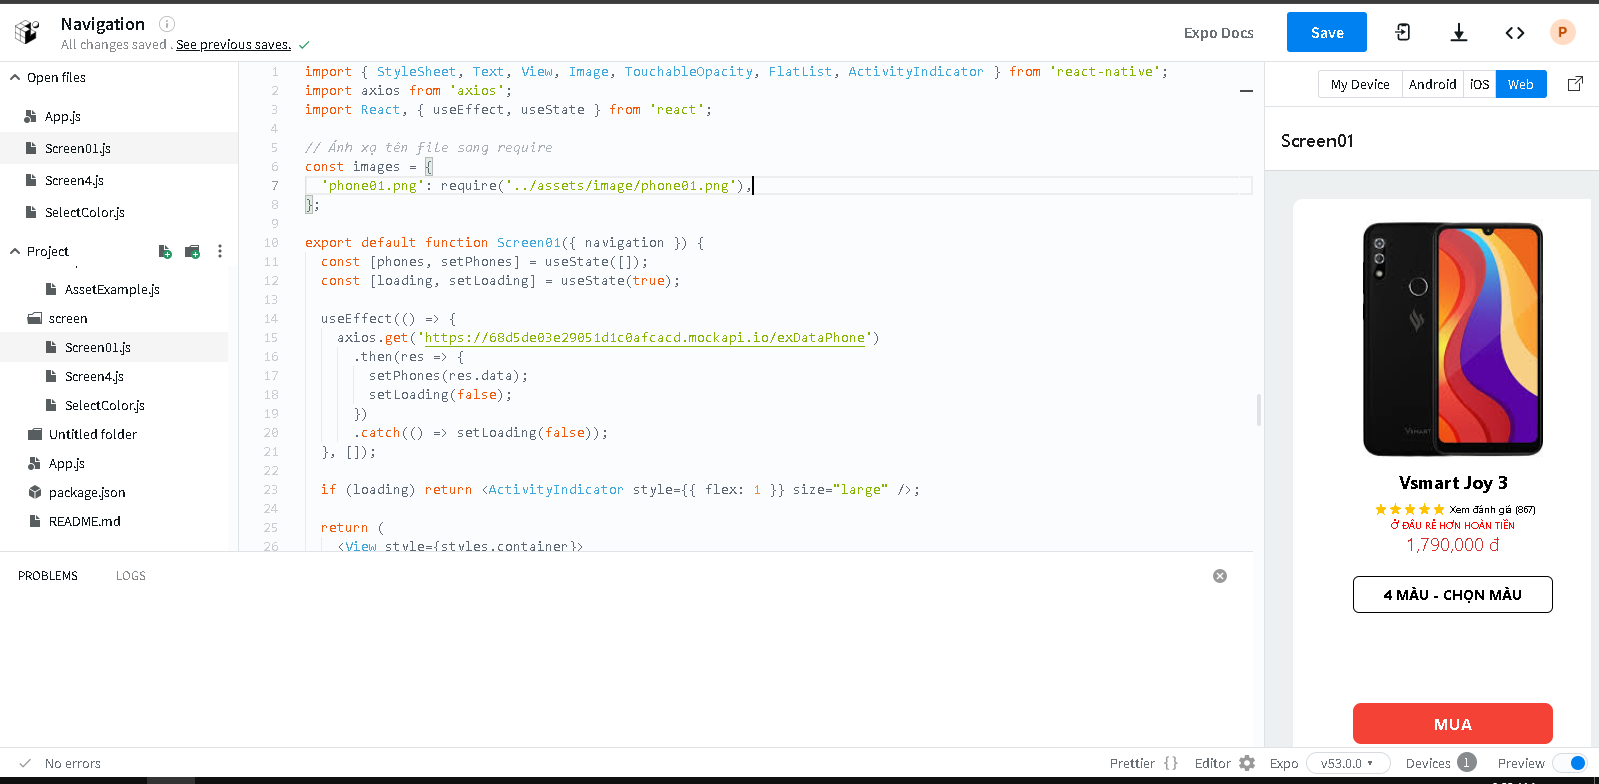 Navigation
All changes saved. See previous saves.
Expo Docs
Save
P
Open files
App.js
Screen01.js
Screen4.js
SelectColor.js
Project
AssetExample.js
screen
Screen01.js
Screen4.js
SelectColor.js
Untitled folder
App.js
package.json
README.md
1 import { StyleSheet, Text, View, Image, TouchableOpacity, FlatList, ActivityIndicator } from 'react-native';
2 import axios from 'axios';
3 import React, { useEffect, useState } from 'react';
4
5 // Ánh xạ tên file sang require
6 const images = {
7 'phone01.png': require('../assets/image/phone01.png'),
8 };
9
10 export default function Screen01({ navigation }) {
11 const [phones, setPhones] = useState([]);
12 const [loading, setLoading] = useState(true);
13
14 useEffect(() => {
15 axios.get('https://68d5de03e29051d1c0afcacd.mockapi.io/exDataPhone')
16 .then(res => {
17 setPhones(res.data);
18 setLoading(false);
19 })
20 .catch(() => setLoading(false));
21 }, []);
22
23 if (loading) return <ActivityIndicator style={{ flex: 1 }} size="large" />;
24
25 return (
26 <View style={styles.container}>
PROBLEMS
LOGS
My Device
Android
iOS
Web
Screen01
VSMART
Vsmart Joy 3
Xem đánh giá (867)
Ở ĐÂU RẺ HƠN HOÀN TIỀN
1,790,000 đ
4 MÀU - CHỌN MÀU
MUA
No errors
Prettier { }
Editor
Expo
v53.0.0
Devices
1
Preview